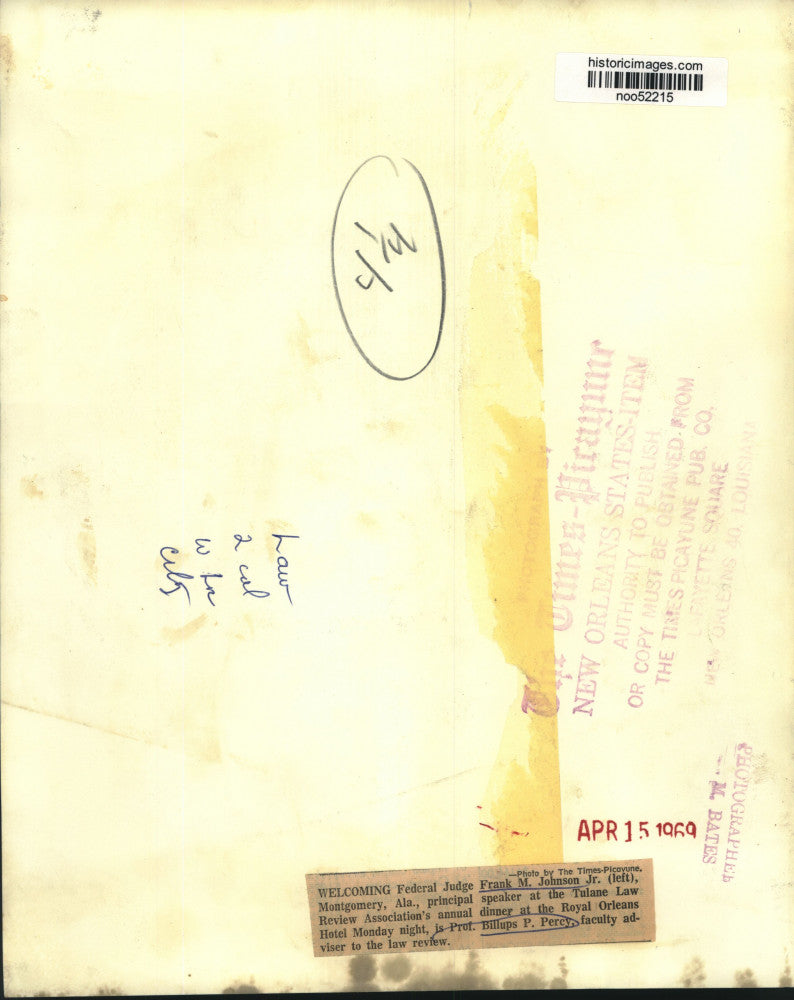 historicimages.com
noo52215
Law
2 col
PHOTOGRAPH BY
The Times-Picayune
NEW ORLEANS STATES-ITEM
AUTHORITY TO PUBLISH
OR COPY MUST BE OBTAINED FROM
THE TIMES PICAYUNE PUB. CO.
LAFAYETTE SQUARE
NEW ORLEANS 40, LOUISIANA
PHOTOGRAPHER
M. BATES
APR 15 1969
—Photo by The Times-Picayune.
WELCOMING Federal Judge Frank M. Johnson Jr. (left),
Montgomery, Ala., principal speaker at the Tulane Law
Review Association's annual dinner at the Royal Orleans
Hotel Monday night, is Prof. Billups P. Percy, faculty ad-
viser to the law review.